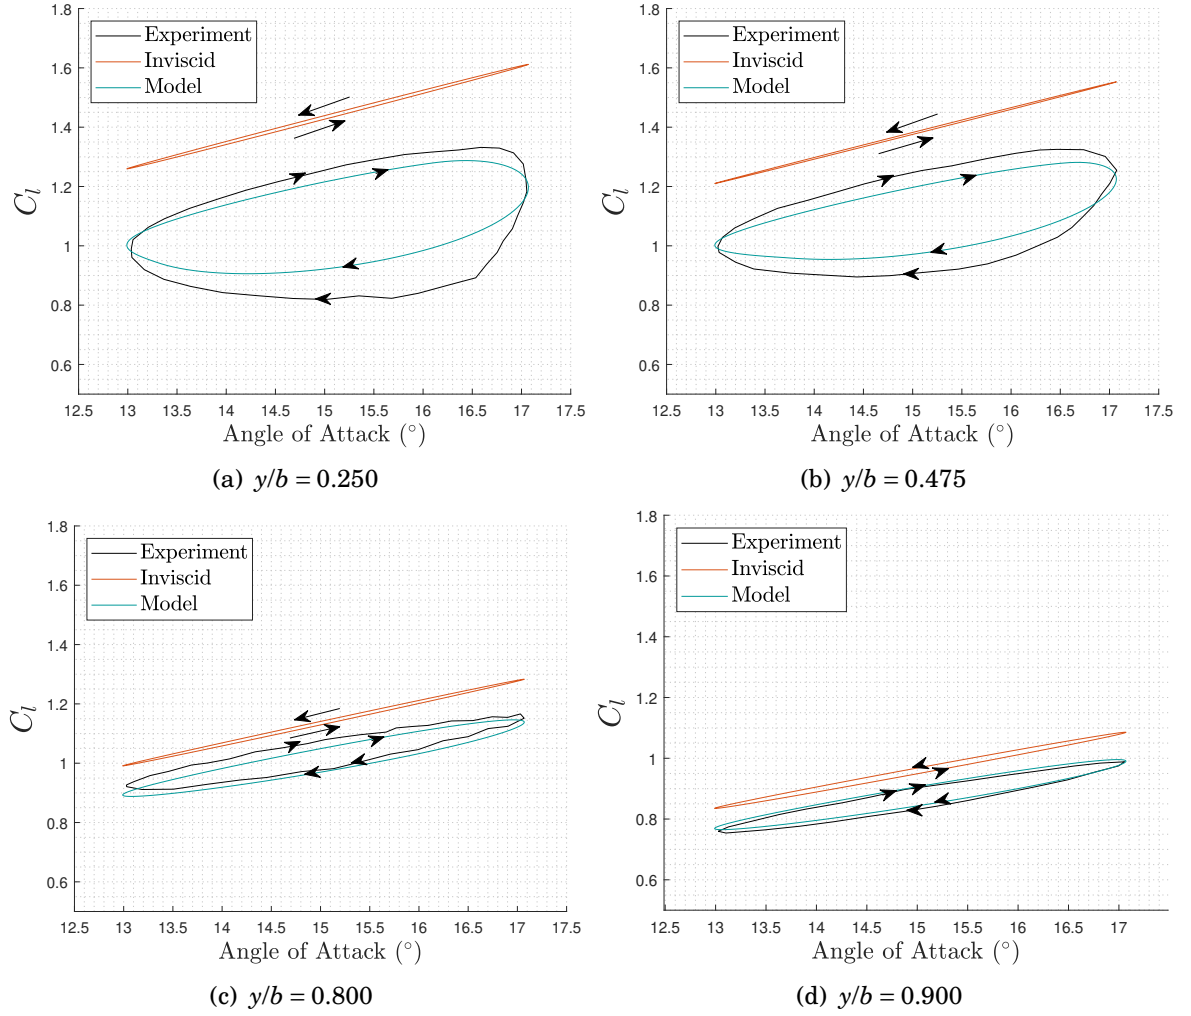 1.8
1.6
1.4
1.2
1
0.8
0.6
C_l
Experiment
Inviscid
Model
12.5 13 13.5 14 14.5 15 15.5 16 16.5 17 17.5
Angle of Attack (°)
(a) y/b = 0.250
1.8
1.6
1.4
1.2
1
0.8
0.6
C_l
Experiment
Inviscid
Model
12.5 13 13.5 14 14.5 15 15.5 16 16.5 17 17.5
Angle of Attack (°)
(b) y/b = 0.475
1.8
1.6
1.4
1.2
1
0.8
0.6
C_l
Experiment
Inviscid
Model
12.5 13 13.5 14 14.5 15 15.5 16 16.5 17 17.5
Angle of Attack (°)
(c) y/b = 0.800
1.8
1.6
1.4
1.2
1
0.8
0.6
C_l
Experiment
Inviscid
Model
12.5 13 13.5 14 14.5 15 15.5 16 16.5 17
Angle of Attack (°)
(d) y/b = 0.900